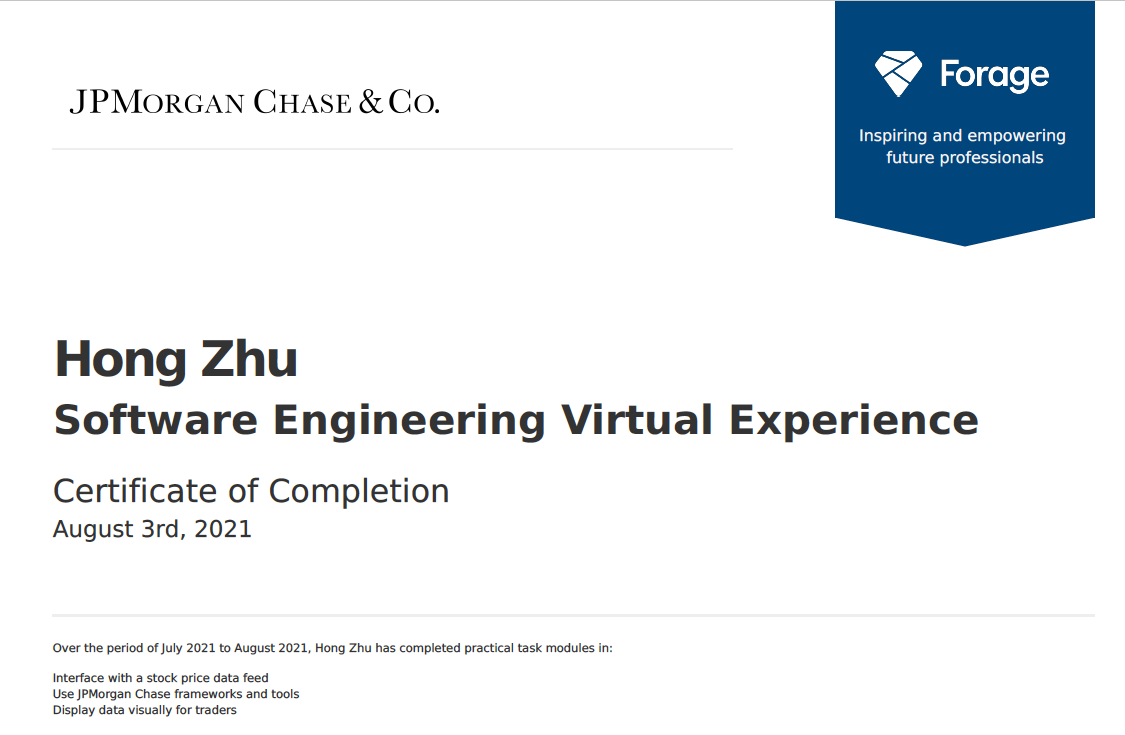 JPMORGAN CHASE & CO.
Forage
Inspiring and empowering
future professionals
Hong Zhu
Software Engineering Virtual Experience
Certificate of Completion
August 3rd, 2021
Over the period of July 2021 to August 2021, Hong Zhu has completed practical task modules in:
Interface with a stock price data feed
Use JPMorgan Chase frameworks and tools
Display data visually for traders